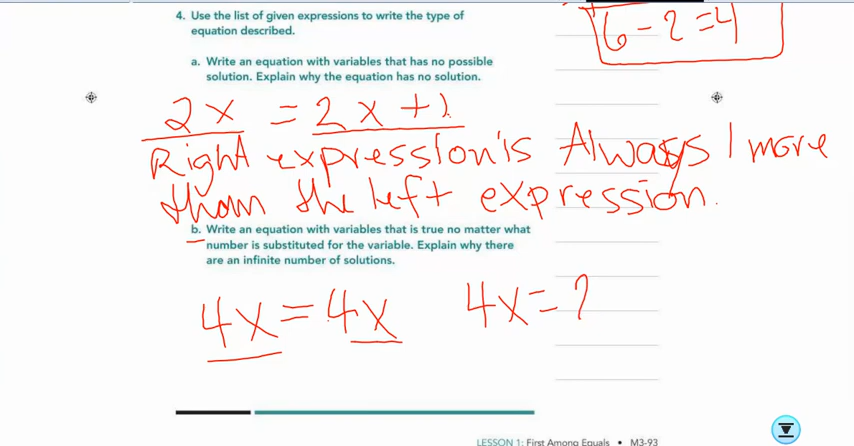 4. Use the list of given expressions to write the type of
equation described.
6 - 2 = 4
a. Write an equation with variables that has no possible
solution. Explain why the equation has no solution.
2x = 2x + 1
Right expression is Always 1 more
than the left expression.
b. Write an equation with variables that is true no matter what
number is substituted for the variable. Explain why there
are an infinite number of solutions.
4x = 4x 4x = 2
LESSON 1: First Among Equals • M3-93